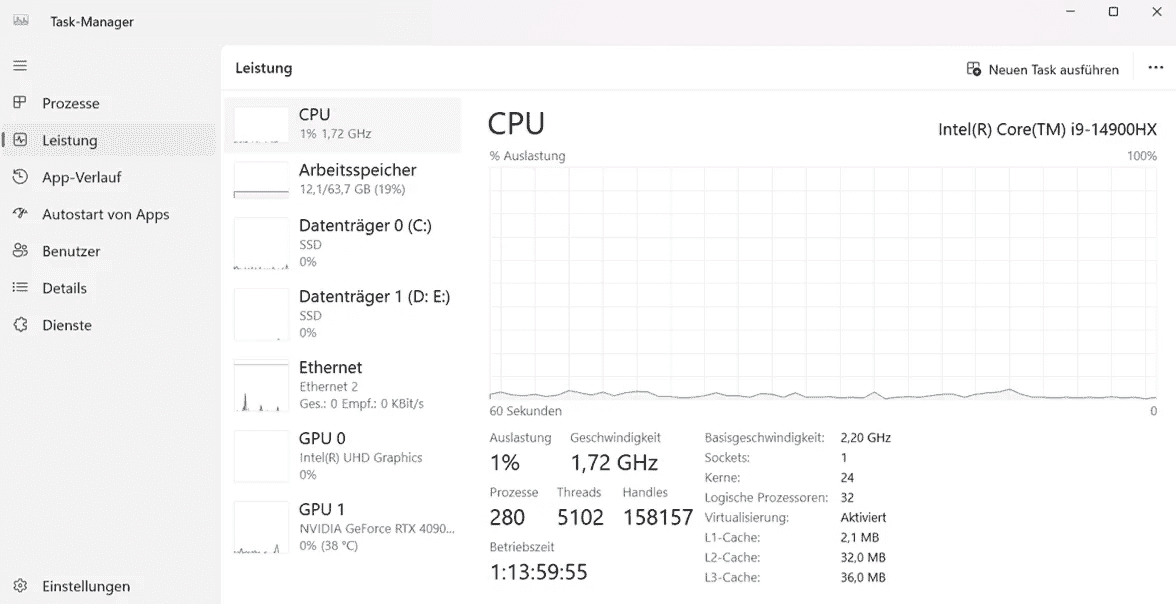 Task-Manager
Leistung
Neuen Task ausführen
Prozesse
Leistung
App-Verlauf
Autostart von Apps
Benutzer
Details
Dienste
Einstellungen
CPU
1% 1,72 GHz
Arbeitsspeicher
12,1/63,7 GB (19%)
Datenträger 0 (C:)
SSD
0%
Datenträger 1 (D: E:)
SSD
0%
Ethernet
Ethernet 2
Ges.: 0 Empf.: 0 KBit/s
GPU 0
Intel(R) UHD Graphics
0%
GPU 1
NVIDIA GeForce RTX 4090...
0% (38 °C)
CPU
Intel(R) Core(TM) i9-14900HX
% Auslastung 100%
60 Sekunden 0
Auslastung Geschwindigkeit
1% 1,72 GHz
Prozesse Threads Handles
280 5102 158157
Betriebszeit
1:13:59:55
Basisgeschwindigkeit: 2,20 GHz
Sockets: 1
Kerne: 24
Logische Prozessoren: 32
Virtualisierung: Aktiviert
L1-Cache: 2,1 MB
L2-Cache: 32,0 MB
L3-Cache: 36,0 MB